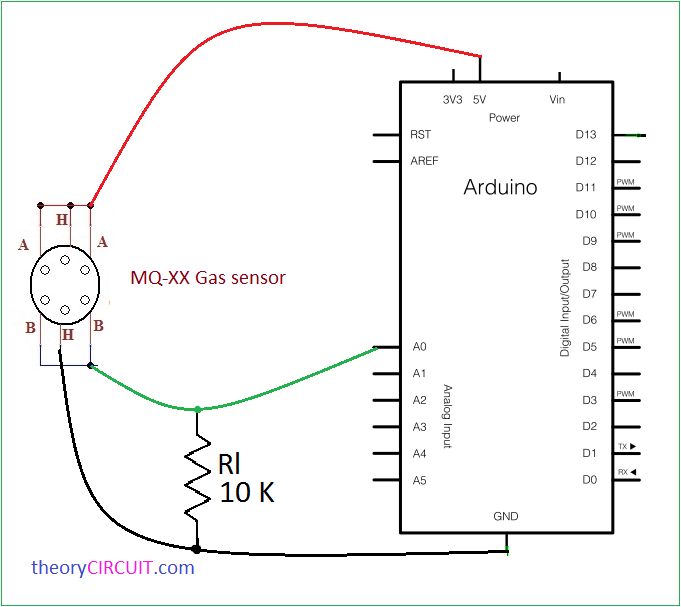 3V3 5V Vin
Power
RST D13
AREF D12
Arduino
PWM D11
PWM D10
PWM D9
D8
D7
PWM D6
PWM D5
D4
PWM D3
D2
TX D1
RX D0
Digital Input/Output
H
A A
MQ-XX Gas sensor
B H B
A0
A1
A2
A3
A4
A5
Analog Input
Rl
10 K
GND
theoryCIRCUIT.com